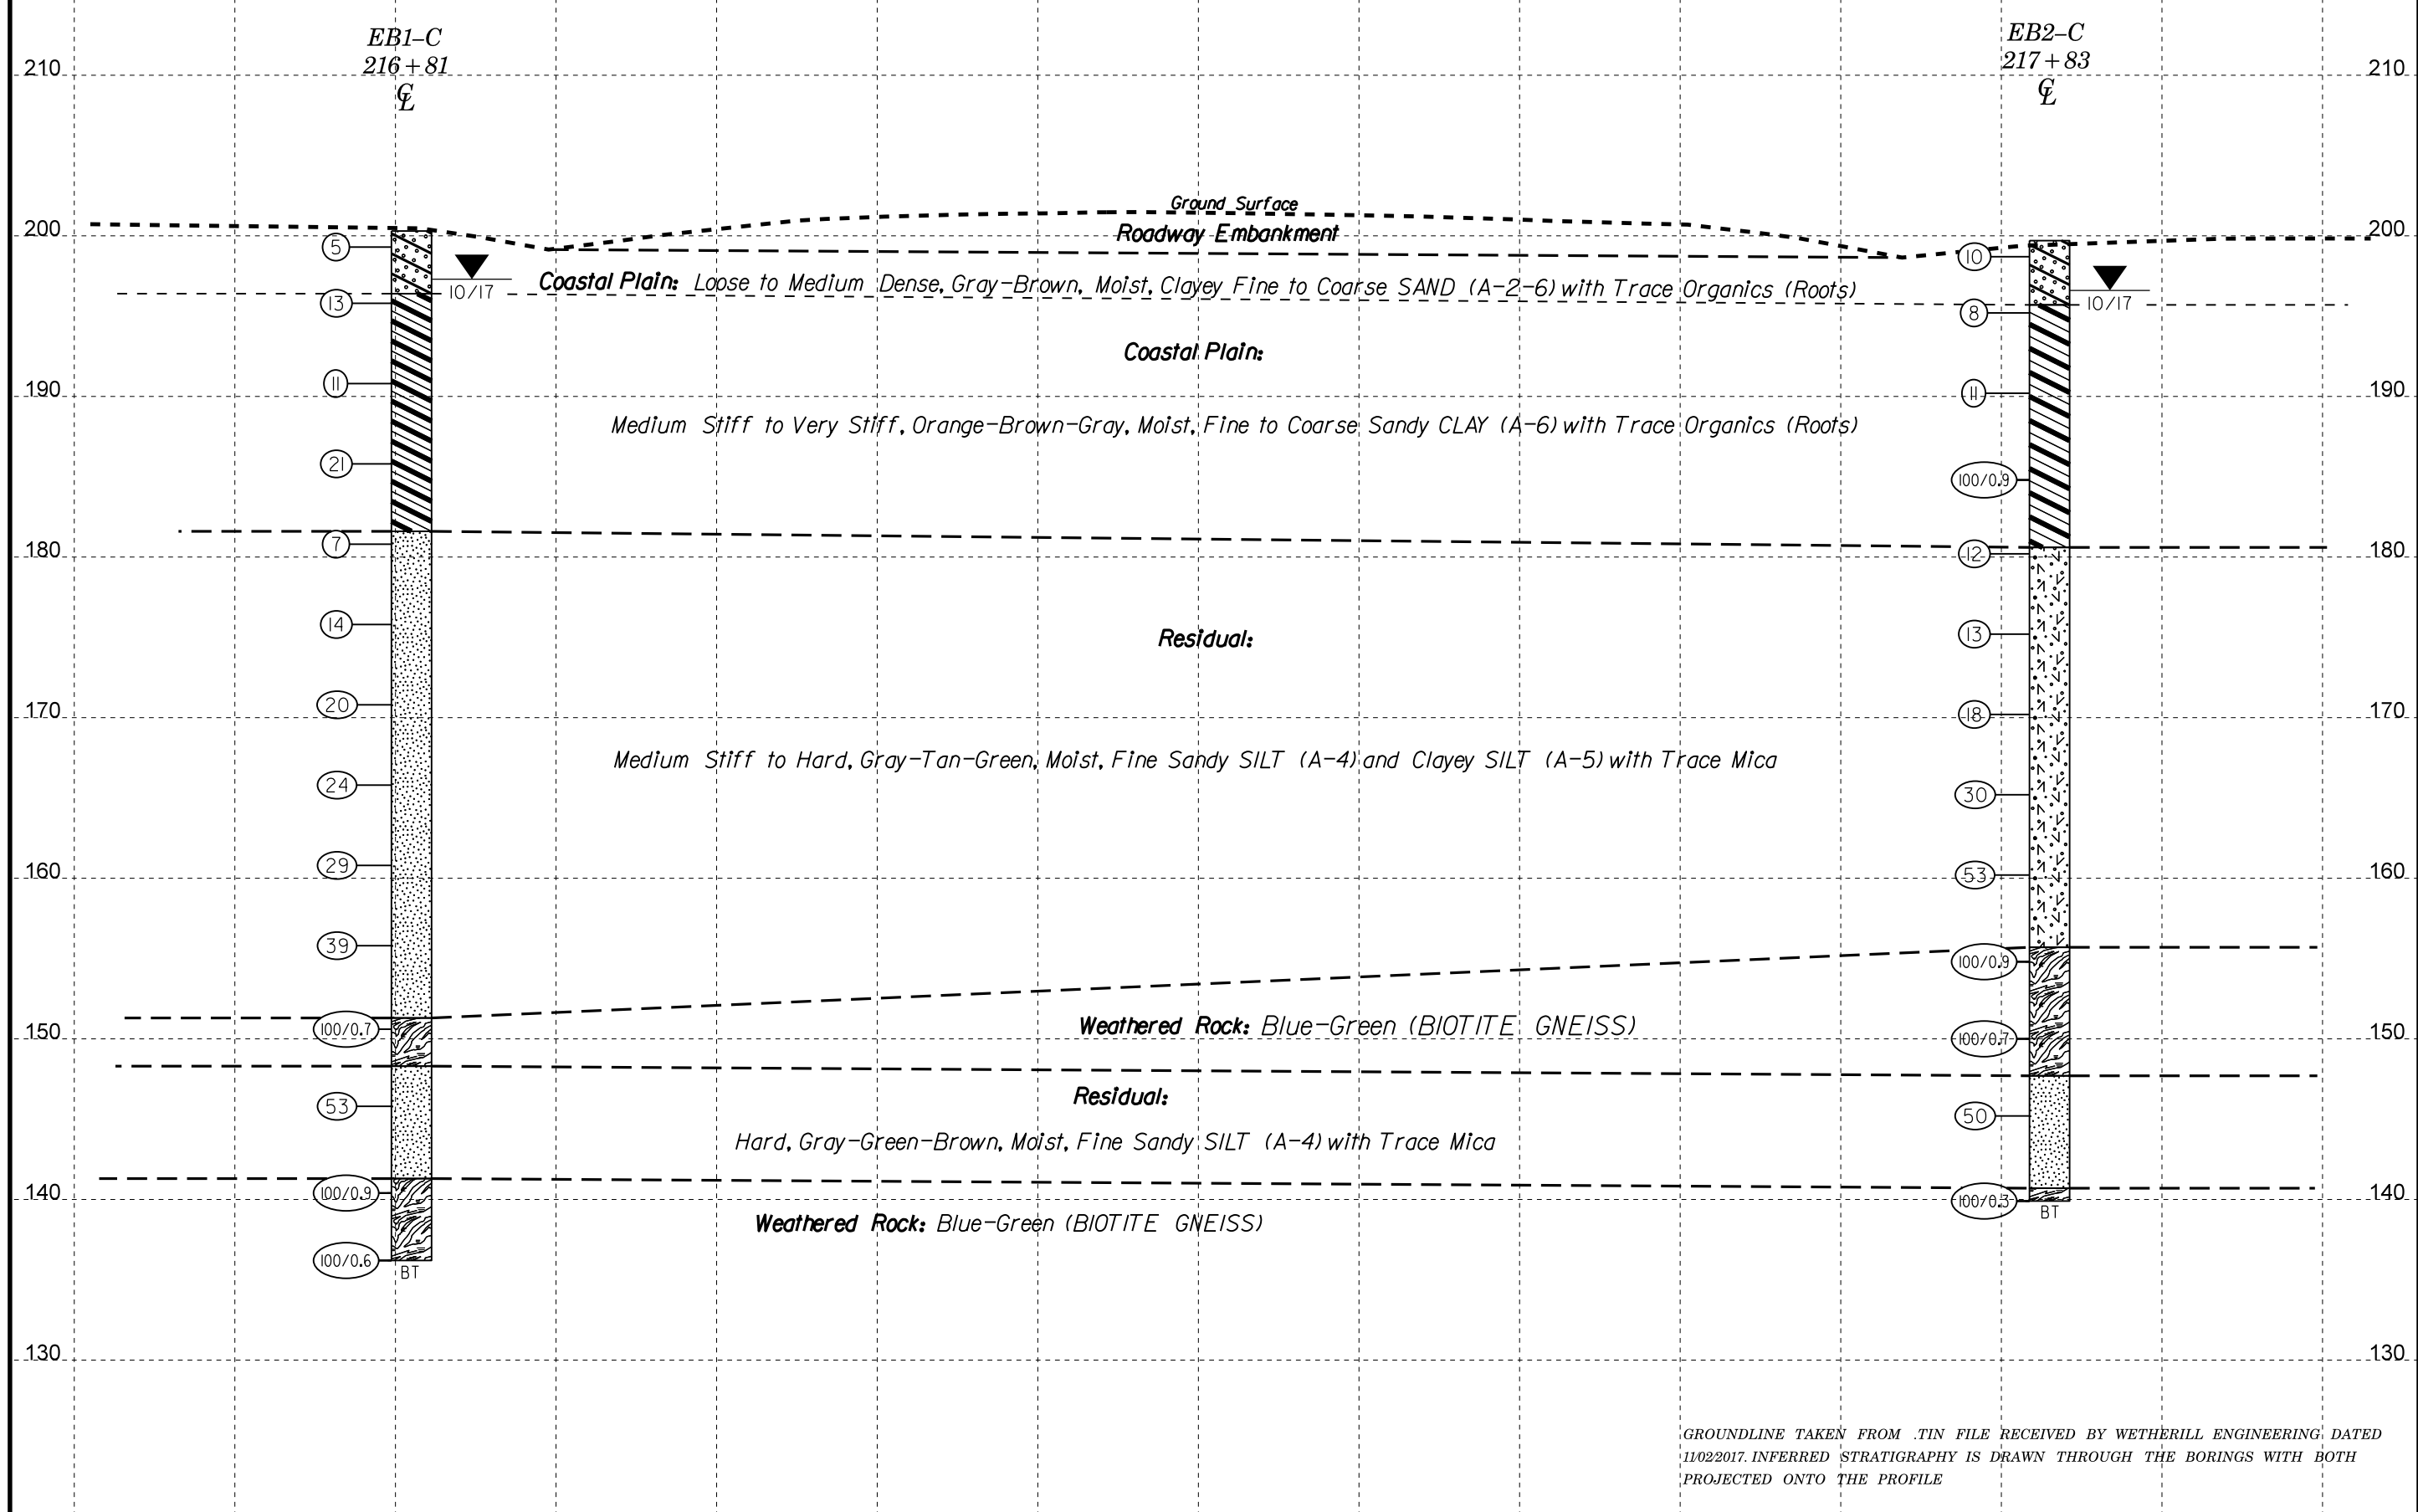 EB1–C
216+81
℄
EB2–C
217+83
℄
210 210
Ground Surface
200 200
Roadway Embankment
5 10
Coastal Plain: Loose to Medium Dense, Gray-Brown, Moist, Clayey Fine to Coarse SAND (A-2-6) with Trace Organics (Roots)
10/17 10/17
13 8
Coastal Plain:
11 190 190 11
Medium Stiff to Very Stiff, Orange-Brown-Gray, Moist, Fine to Coarse Sandy CLAY (A-6) with Trace Organics (Roots)
21 100/0.9
7 180 12 180
14 13
Residual:
20 170 18 170
Medium Stiff to Hard, Gray-Tan-Green, Moist, Fine Sandy SILT (A-4) and Clayey SILT (A-5) with Trace Mica
24 30
29 160 53 160
39 100/0.9
Weathered Rock: Blue-Green (BIOTITE GNEISS)
150 100/0.7 100/0.7 150
Residual:
53 50
Hard, Gray-Green-Brown, Moist, Fine Sandy SILT (A-4) with Trace Mica
140 100/0.9 100/0.3 140
BT
Weathered Rock: Blue-Green (BIOTITE GNEISS)
100/0.6
BT
130 130
GROUNDLINE TAKEN FROM .TIN FILE RECEIVED BY WETHERILL ENGINEERING DATED
11/02/2017. INFERRED STRATIGRAPHY IS DRAWN THROUGH THE BORINGS WITH BOTH
PROJECTED ONTO THE PROFILE